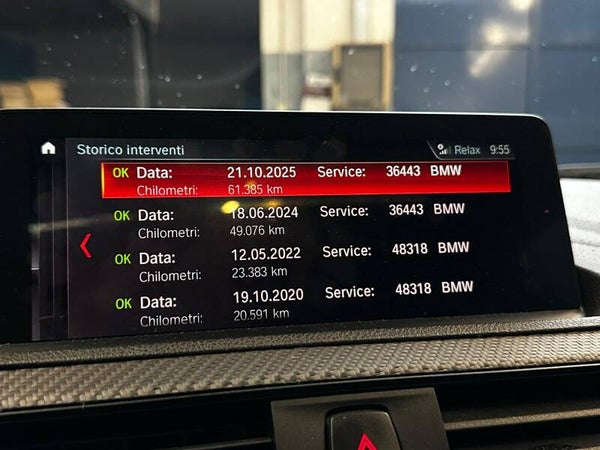 Storico interventi Relax 9:55
OK Data: 21.10.2025 Service: 36443 BMW
Chilometri: 61.385 km
OK Data: 18.06.2024 Service: 36443 BMW
Chilometri: 49.076 km
OK Data: 12.05.2022 Service: 48318 BMW
Chilometri: 23.383 km
OK Data: 19.10.2020 Service: 48318 BMW
Chilometri: 20.591 km